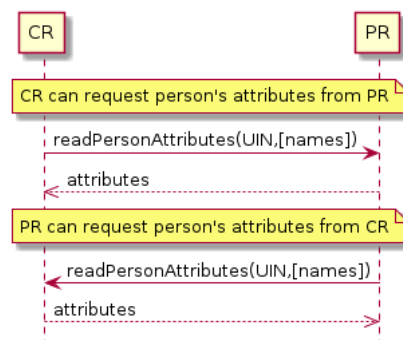 CR
PR
CR can request person's attributes from PR
readPersonAttributes(UIN,[names])
attributes
PR can request person's attributes from CR
readPersonAttributes(UIN,[names])
attributes